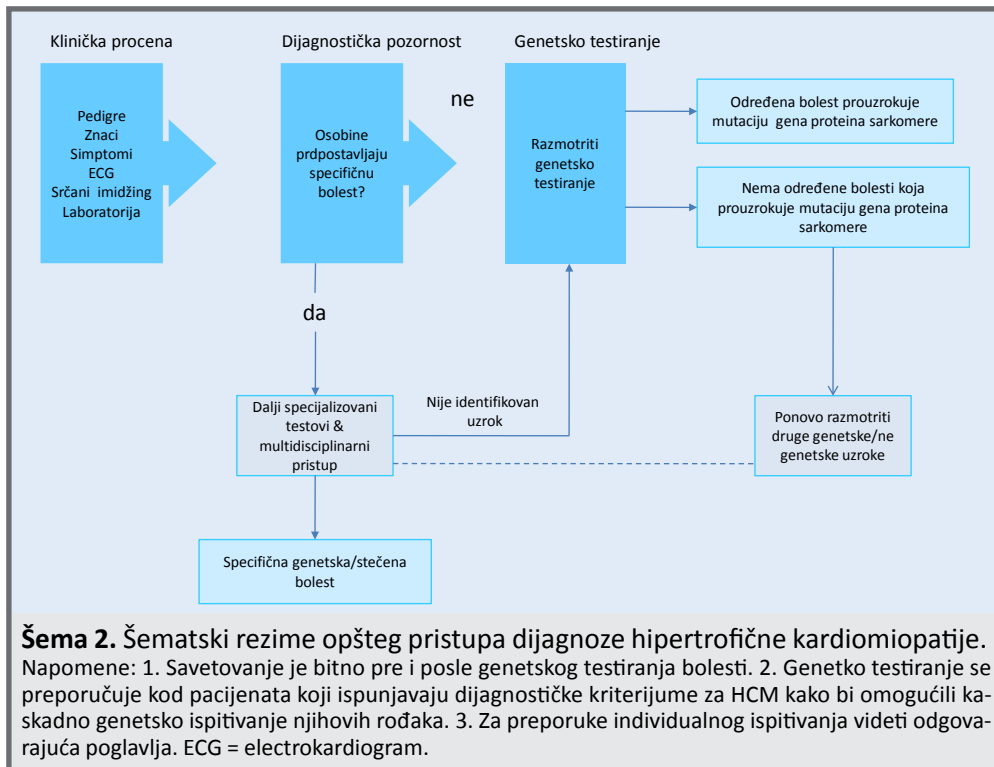 Klinička procena
Dijagnostička pozornost
Genetsko testiranje
Pedigre
Znaci
Simptomi
ECG
Srčani imidžing
Laboratorija
Osobine
prdpostavljaju
specifičnu
bolest?
ne
Razmotriti
genetsko
testiranje
Određena bolest prouzrokuje
mutaciju gena proteina sarkomere
Nema određene bolesti koja
prouzrokuje mutaciju gena proteina
sarkomere
da
Dalji specijalizovani
testovi &
multidisciplinarni
pristup
Nije identifikovan
uzrok
Ponovo razmotriti
druge genetske/ne
genetske uzroke
Specifična genetska/stečena
bolest
Šema 2. Šematski rezime opšteg pristupa dijagnoze hipertrofične kardiomiopatije.
Napomene: 1. Savetovanje je bitno pre i posle genetskog testiranja bolesti. 2. Genetko testiranje se
preporučuje kod pacijenata koji ispunjavaju dijagnostičke kriterijume za HCM kako bi omogućili ka-
skadno genetsko ispitivanje njihovih rođaka. 3. Za preporuke individualnog ispitivanja videti odgova-
rajuća poglavlja. ECG = electrokardiogram.